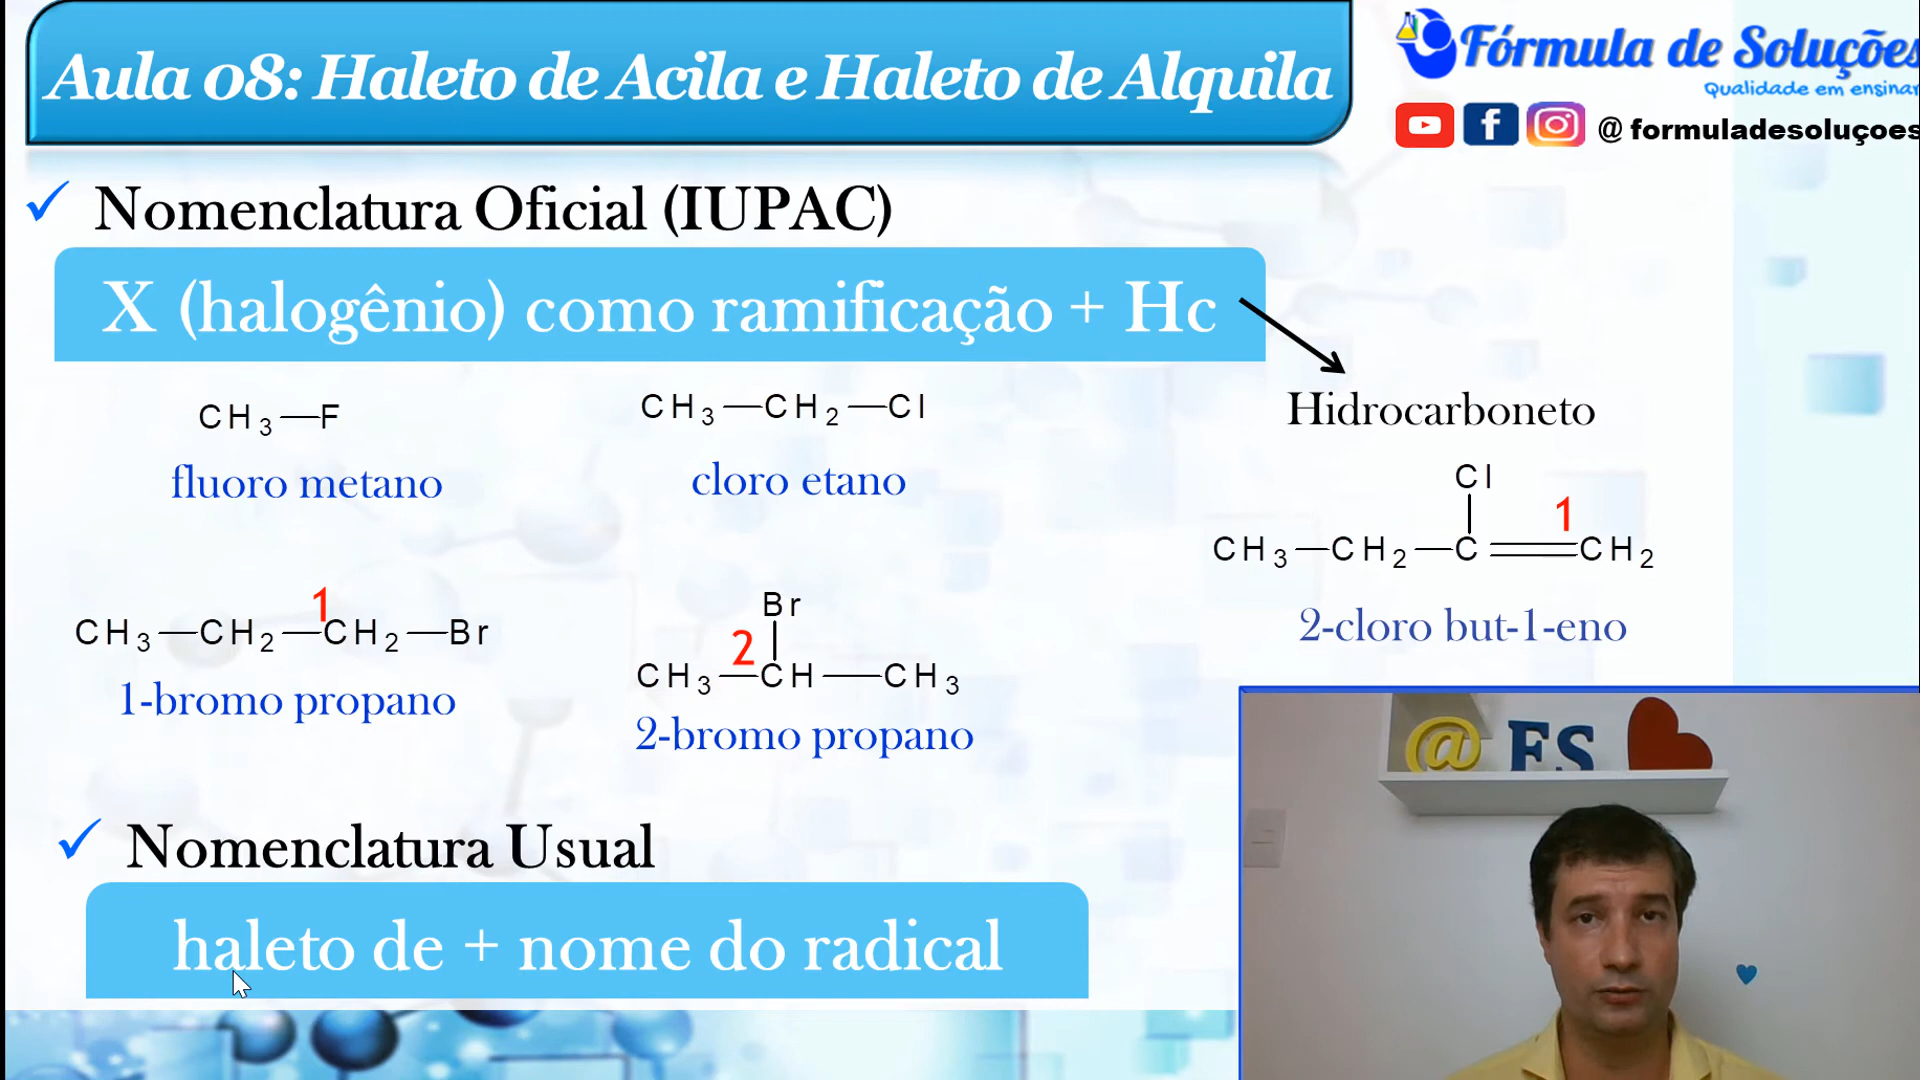 Aula 08: Haleto de Acila e Haleto de Alquila
Fórmula de Soluções
Qualidade em ensinar
f @ formuladesoluçoes
Nomenclatura Oficial (IUPAC)
X (halogênio) como ramificação + Hc
Hidrocarboneto
CH3—F
fluoro metano
CH3—CH2—Cl
cloro etano
Cl
1
CH3—CH2—C=CH2
2-cloro but-1-eno
1
CH3—CH2—CH2—Br
1-bromo propano
Br
2
CH3—CH—CH3
2-bromo propano
Nomenclatura Usual
haleto de + nome do radical
@ FS